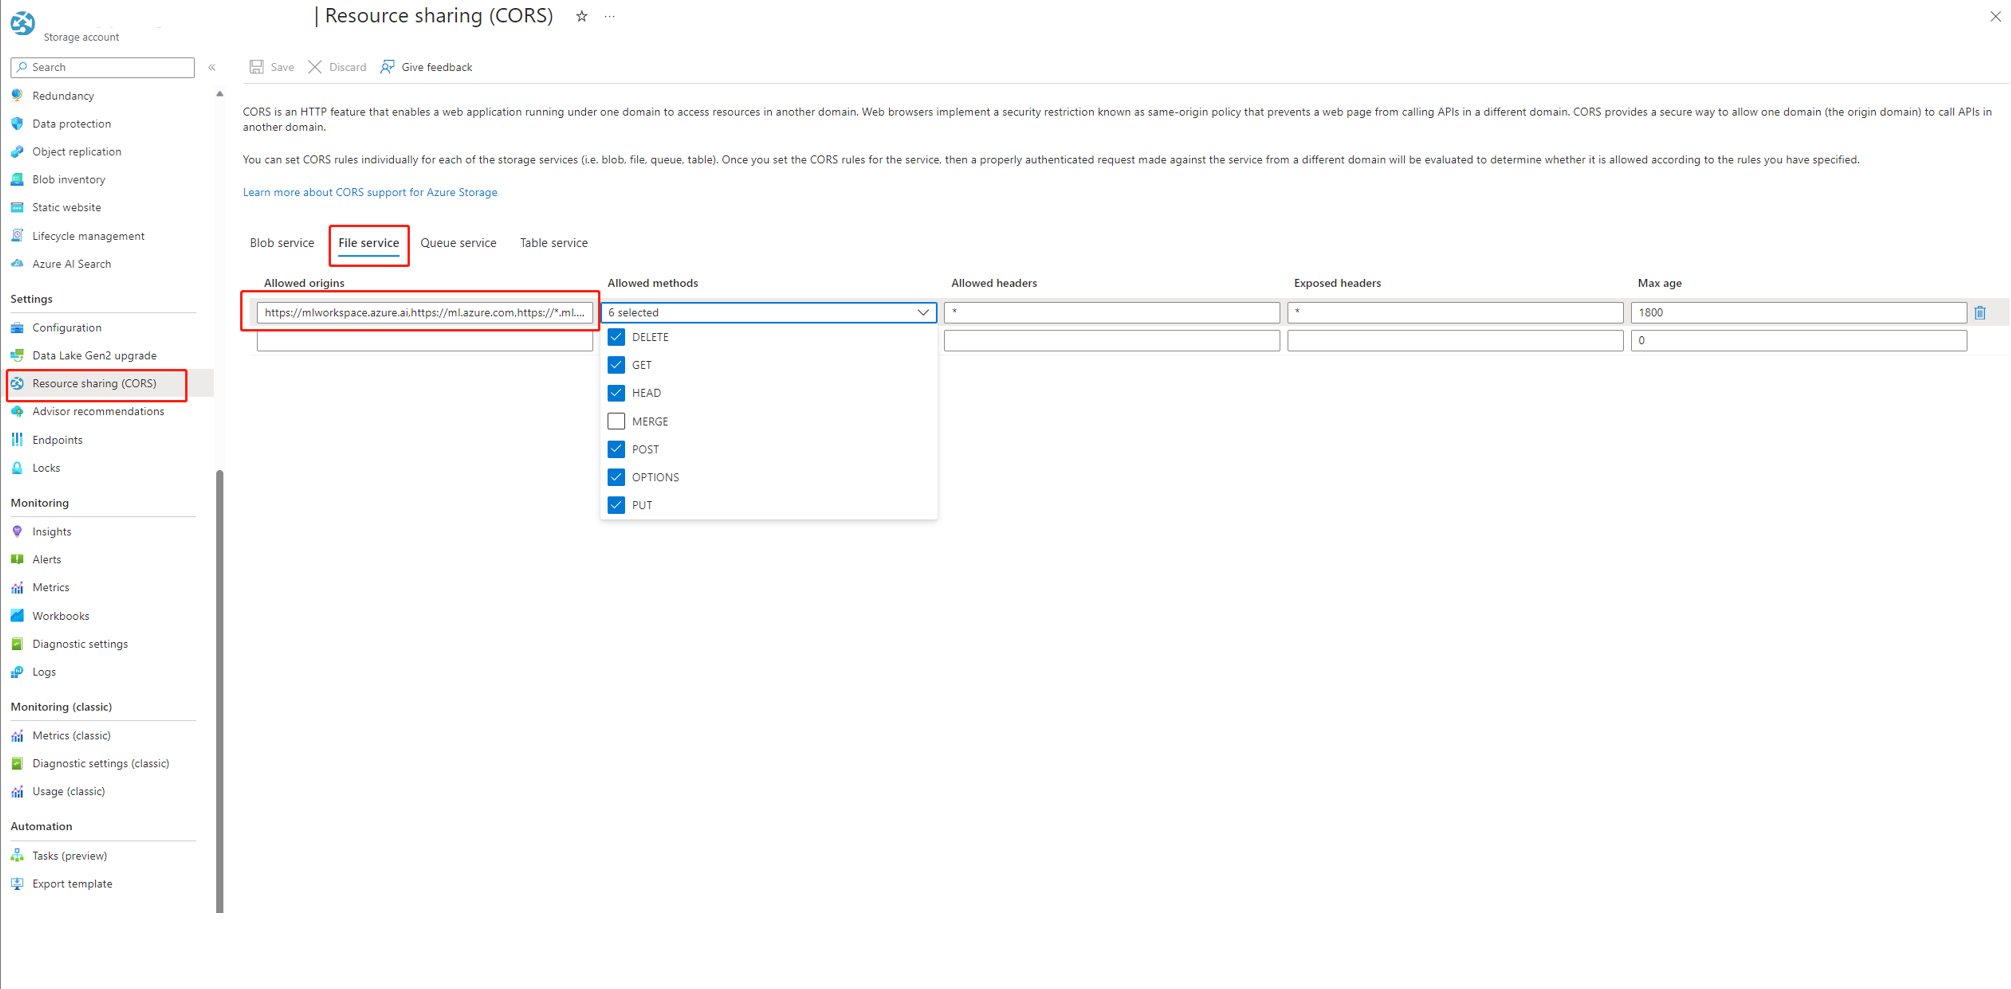 | Resource sharing (CORS) ☆ ...
Storage account
Search «
Save Discard Give feedback
Redundancy
Data protection
Object replication
Blob inventory
Static website
Lifecycle management
Azure AI Search
Settings
Configuration
Data Lake Gen2 upgrade
Resource sharing (CORS)
Advisor recommendations
Endpoints
Locks
Monitoring
Insights
Alerts
Metrics
Workbooks
Diagnostic settings
Logs
Monitoring (classic)
Metrics (classic)
Diagnostic settings (classic)
Usage (classic)
Automation
Tasks (preview)
Export template
CORS is an HTTP feature that enables a web application running under one domain to access resources in another domain. Web browsers implement a security restriction known as same-origin policy that prevents a web page from calling APIs in a different domain. CORS provides a secure way to allow one domain (the origin domain) to call APIs in
another domain.
You can set CORS rules individually for each of the storage services (i.e. blob, file, queue, table). Once you set the CORS rules for the service, then a properly authenticated request made against the service from a different domain will be evaluated to determine whether it is allowed according to the rules you have specified.
Learn more about CORS support for Azure Storage
Blob service File service Queue service Table service
Allowed origins Allowed methods Allowed headers Exposed headers Max age
https://mlworkspace.azure.ai,https://ml.azure.com,https://*.ml.... 6 selected * * 1800
0
DELETE
GET
HEAD
MERGE
POST
OPTIONS
PUT